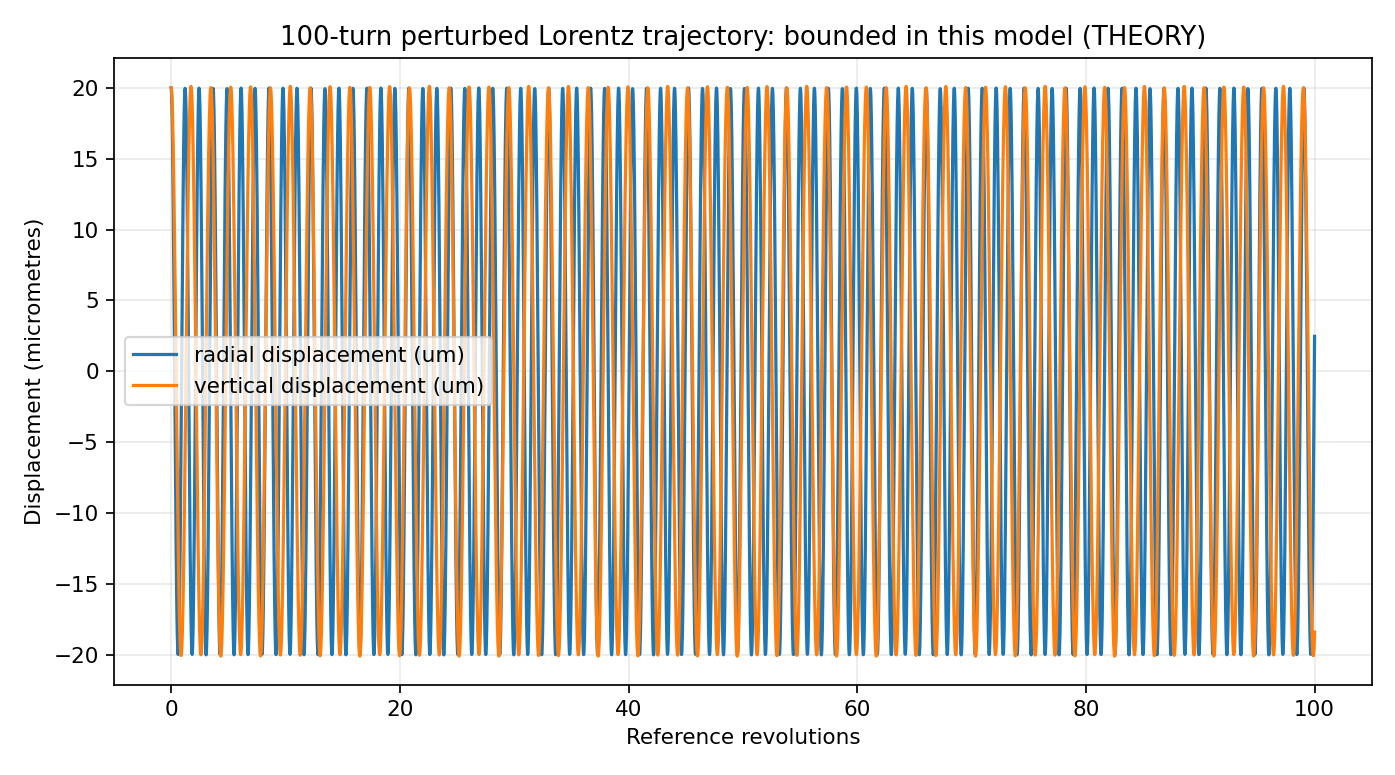 100-turn perturbed Lorentz trajectory: bounded in this model (THEORY)
Displacement (micrometres)
20
15
10
5
0
−5
−10
−15
−20
radial displacement (um)
vertical displacement (um)
0 20 40 60 80 100
Reference revolutions